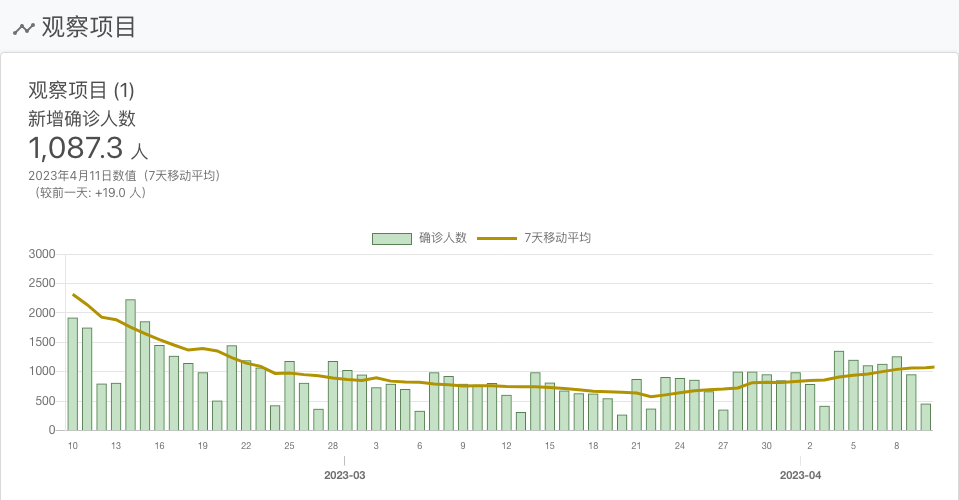 观察项目
观察项目 (1)
新增确诊人数
1,087.3 人
2023年4月11日数值（7天移动平均）
（较前一天: +19.0 人）
确诊人数 7天移动平均
3000
2500
2000
1500
1000
500
0
10 13 16 19 22 25 28 3 6 9 12 15 18 21 24 27 30 2 5 8
2023-03 2023-04